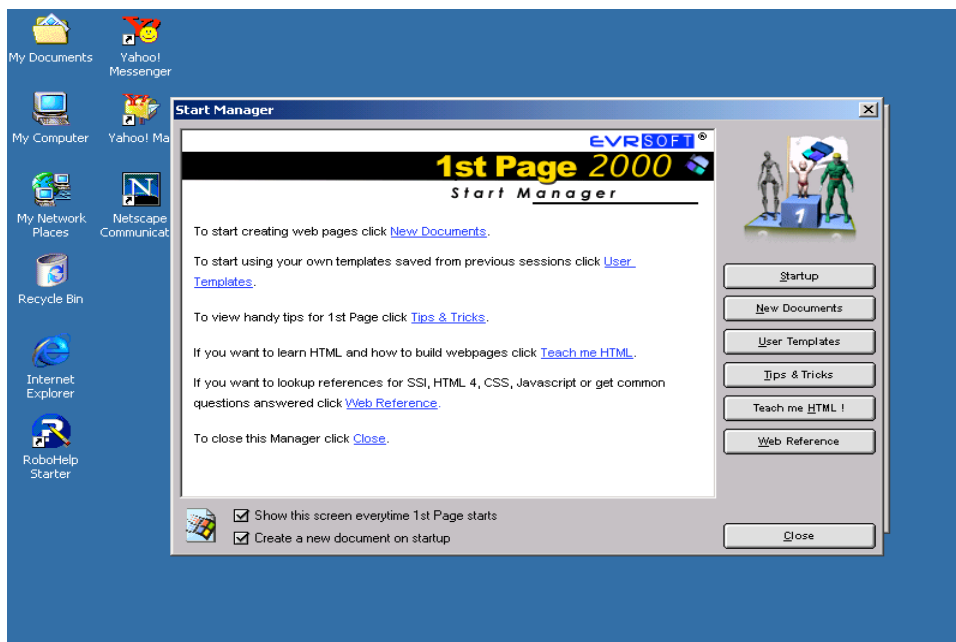 My Documents
Yahoo!
Messenger
My Computer
Yahoo! Ma
My Network
Places
Netscape
Communicat
Recycle Bin
Internet
Explorer
RoboHelp
Starter
Start Manager
EVRSOFT®
1st Page 2000
Start Manager
To start creating web pages click New Documents.
To start using your own templates saved from previous sessions click User
Templates.
To view handy tips for 1st Page click Tips & Tricks.
If you want to learn HTML and how to build webpages click Teach me HTML.
If you want to lookup references for SSI, HTML 4, CSS, Javascript or get common
questions answered click Web Reference.
To close this Manager click Close.
1
Startup
New Documents
User Templates
Tips & Tricks
Teach me HTML !
Web Reference
Show this screen everytime 1st Page starts
Create a new document on startup
Close